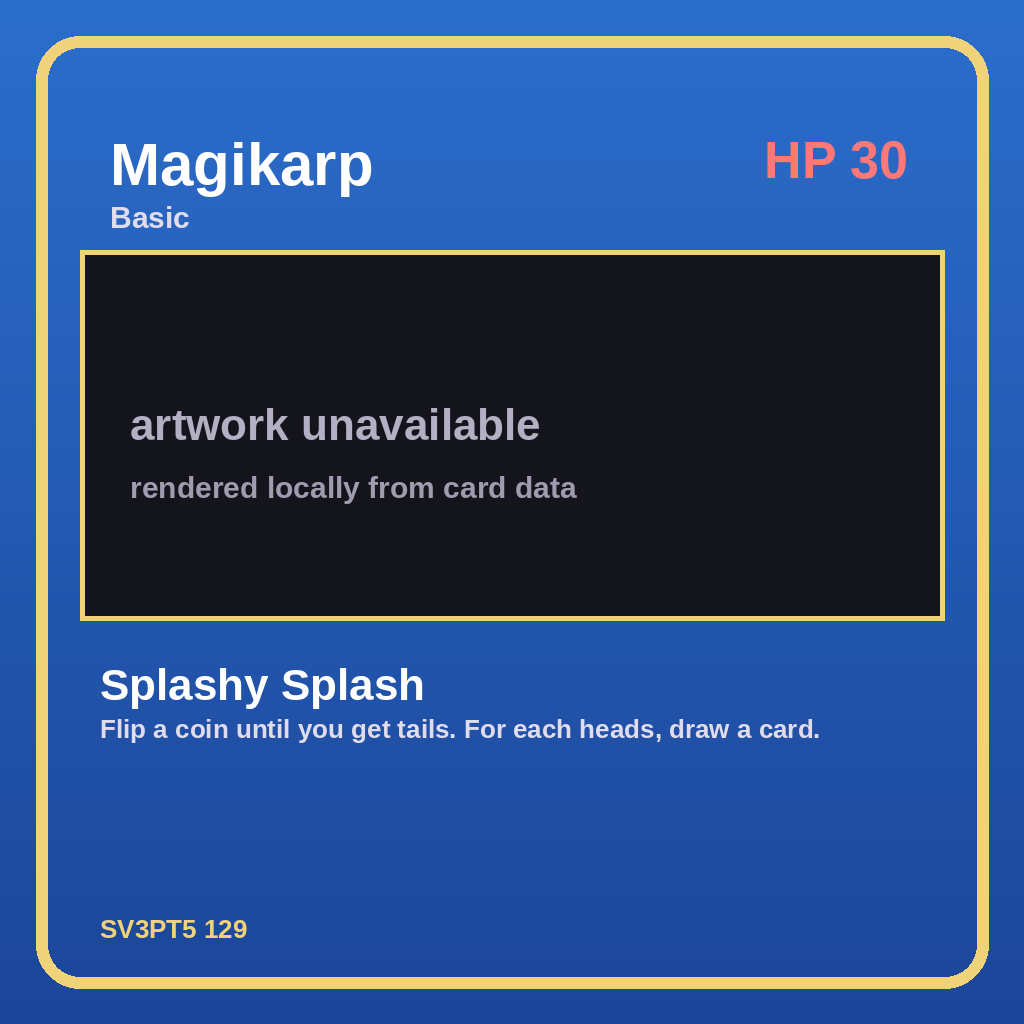 Magikarp
HP 30
Basic
artwork unavailable
rendered locally from card data
Splashy Splash
Flip a coin until you get tails. For each heads, draw a card.
SV3PT5 129